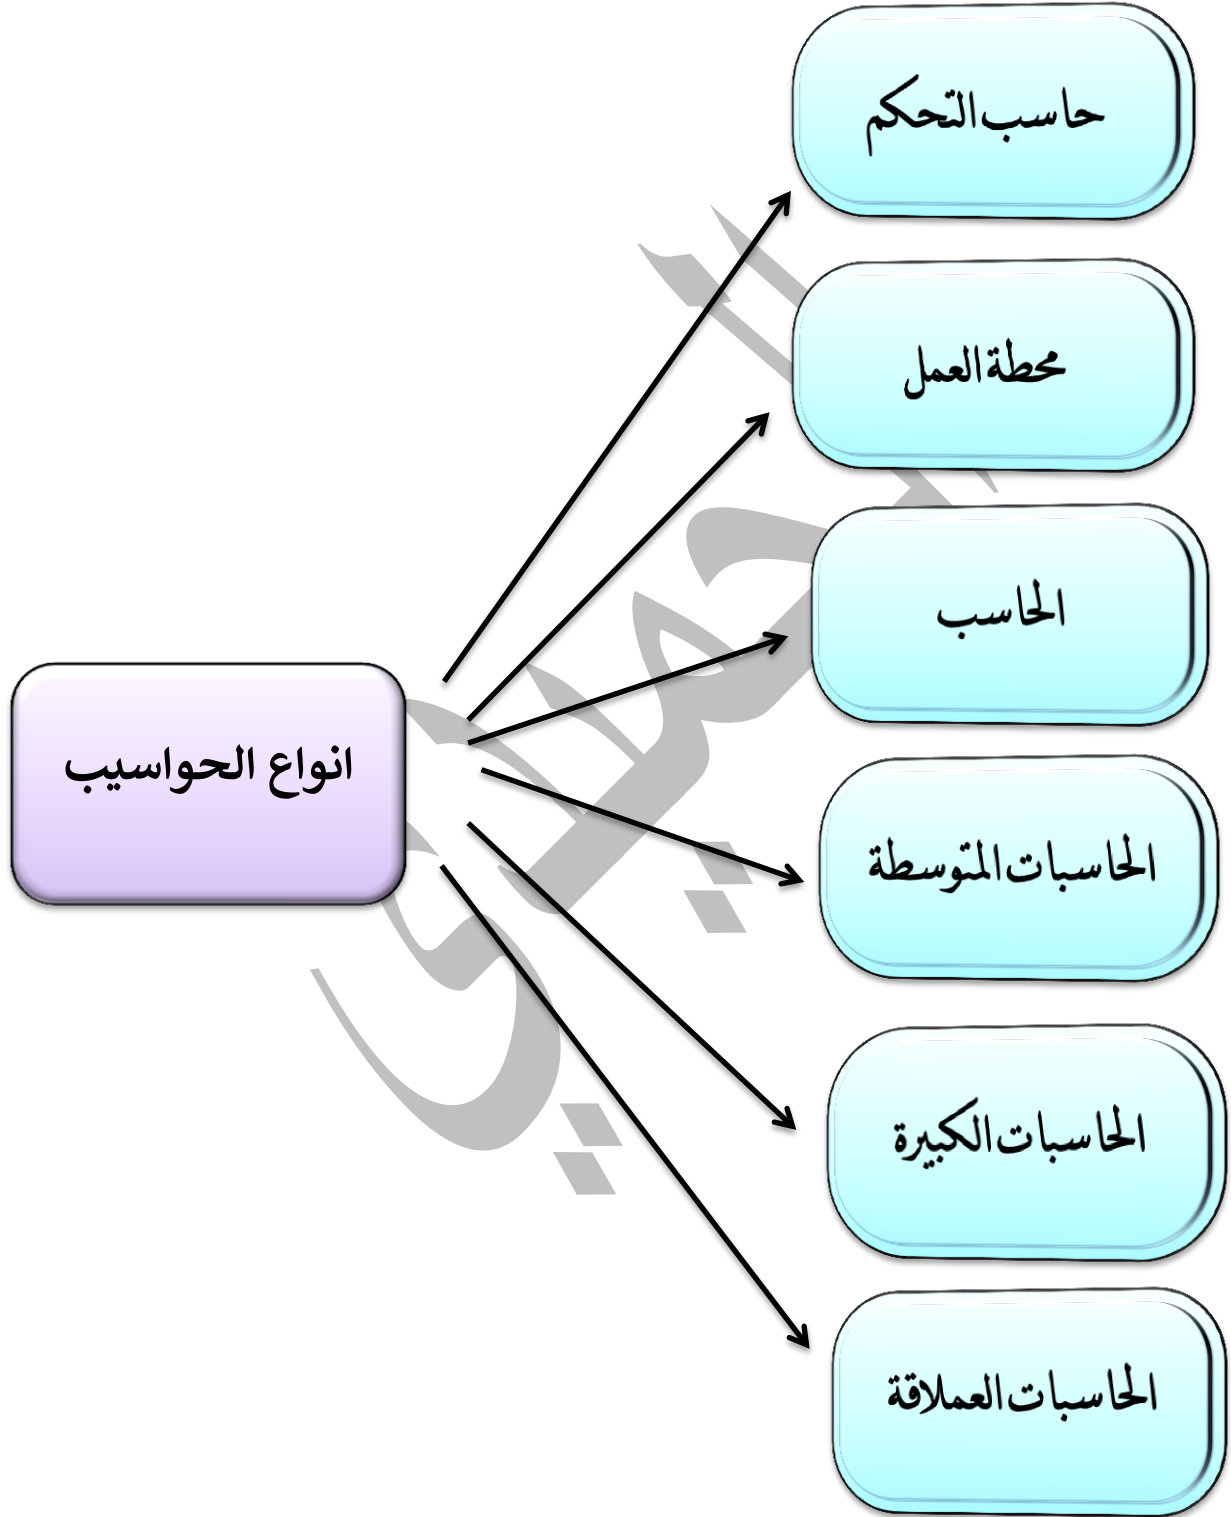 حاسب التحكم
محطة العمل
الحاسب
انواع الحواسيب
الحاسبات المتوسطة
الحاسبات الكبيرة
الحاسبات العملاقة